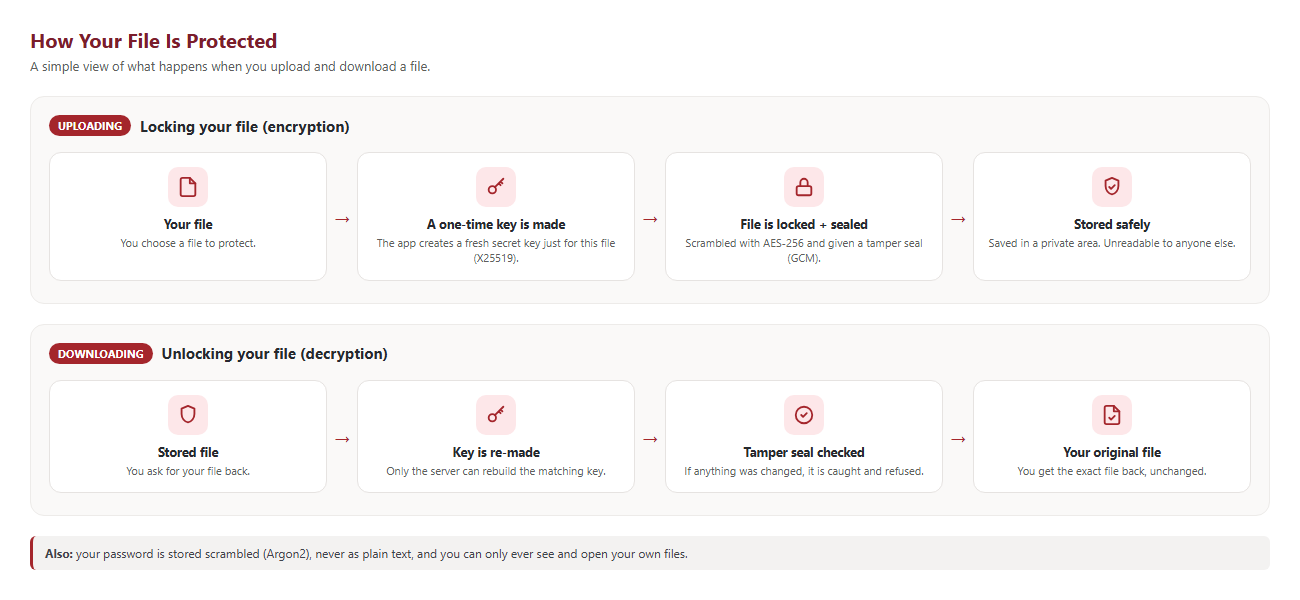 How Your File Is Protected
A simple view of what happens when you upload and download a file.
UPLOADING Locking your file (encryption)
Your file
You choose a file to protect.
→
A one-time key is made
The app creates a fresh secret key just for this file
(X25519).
→
File is locked + sealed
Scrambled with AES-256 and given a tamper seal
(GCM).
→
Stored safely
Saved in a private area. Unreadable to anyone else.
DOWNLOADING Unlocking your file (decryption)
Stored file
You ask for your file back.
→
Key is re-made
Only the server can rebuild the matching key.
→
Tamper seal checked
If anything was changed, it is caught and refused.
→
Your original file
You get the exact file back, unchanged.
Also: your password is stored scrambled (Argon2), never as plain text, and you can only ever see and open your own files.